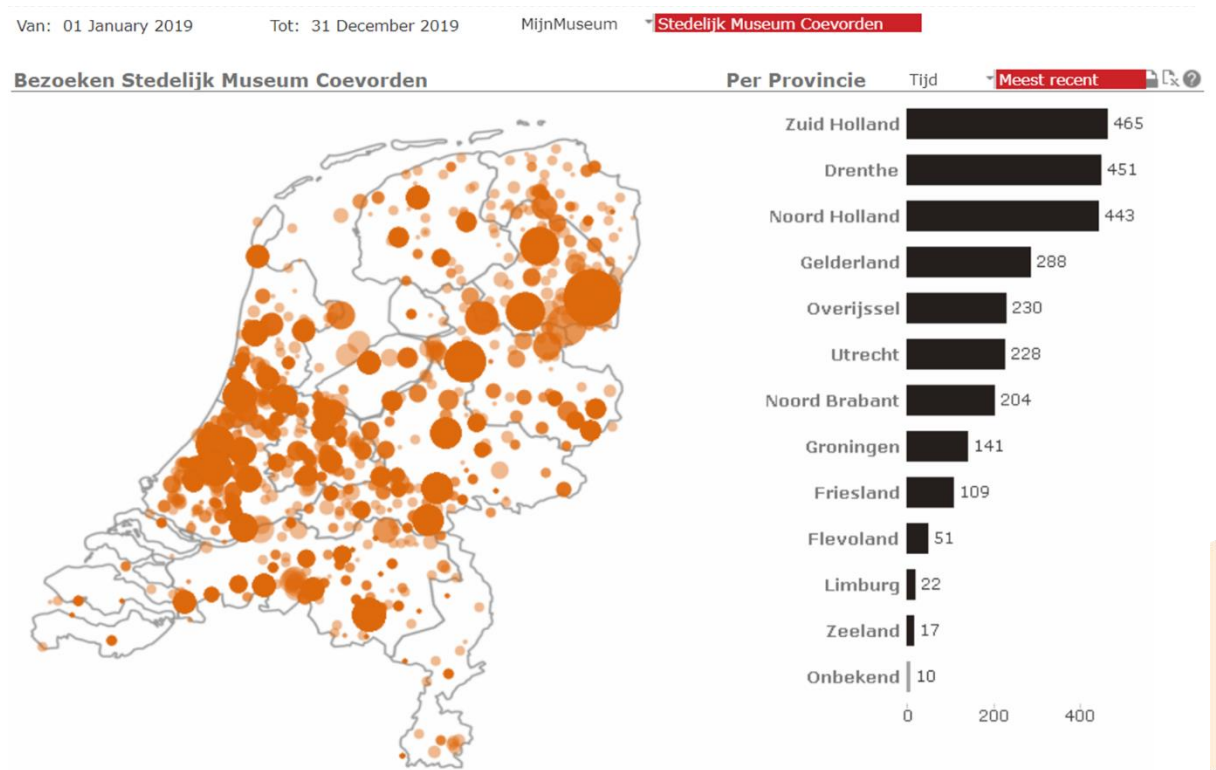 Van: 01 January 2019 Tot: 31 December 2019 MijnMuseum Stedelijk Museum Coevorden
Bezoeken Stedelijk Museum Coevorden Per Provincie Tijd Meest recent ?
Zuid Holland 465
Drenthe 451
Noord Holland 443
Gelderland 288
Overijssel 230
Utrecht 228
Noord Brabant 204
Groningen 141
Friesland 109
Flevoland 51
Limburg 22
Zeeland 17
Onbekend 10
0 200 400